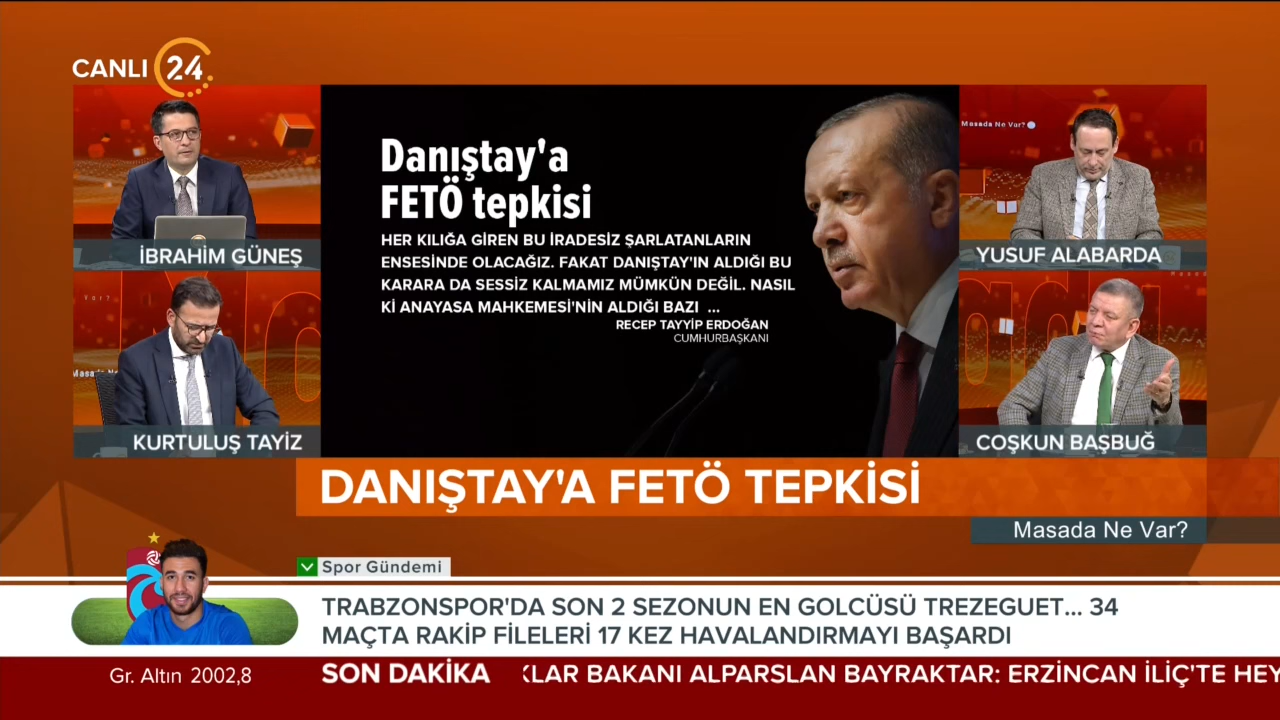 CANLI 24
Masada Ne Var?
Danıştay'a
FETÖ tepkisi
HER KILIĞA GİREN BU İRADESİZ ŞARLATANLARIN
ENSESİNDE OLACAĞIZ. FAKAT DANIŞTAY'IN ALDIĞI BU
KARARA DA SESSİZ KALMAMIZ MÜMKÜN DEĞİL. NASIL
Kİ ANAYASA MAHKEMESİ'NİN ALDIĞI BAZI ...
RECEP TAYYİP ERDOĞAN
CUMHURBAŞKANI
İBRAHİM GÜNEŞ
YUSUF ALABARDA
KURTULUŞ TAYİZ
COŞKUN BAŞBUĞ
DANIŞTAY'A FETÖ TEPKİSİ
Masada Ne Var?
Spor Gündemi
TRABZONSPOR'DA SON 2 SEZONUN EN GOLCÜSÜ TREZEGUET... 34
MAÇTA RAKİP FİLELERİ 17 KEZ HAVALANDIRMAYI BAŞARDI
Gr. Altın 2002,8
SON DAKİKA KLAR BAKANI ALPARSLAN BAYRAKTAR: ERZİNCAN İLİÇ'TE HEY